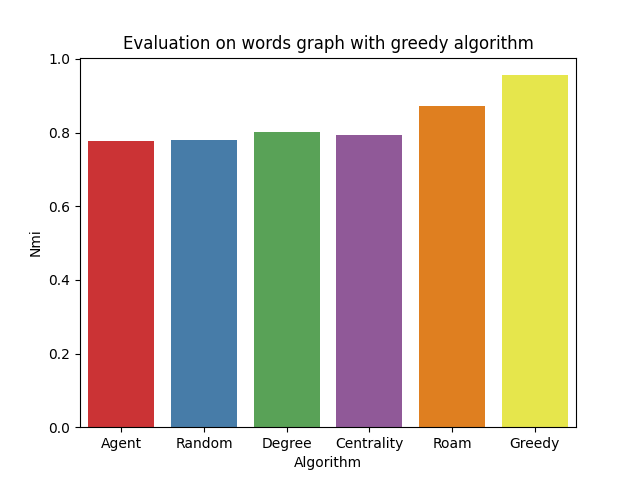 Evaluation on words graph with greedy algorithm
1.0
0.8
0.6
0.4
0.2
0.0
Nmi
Agent Random Degree Centrality Roam Greedy
Algorithm